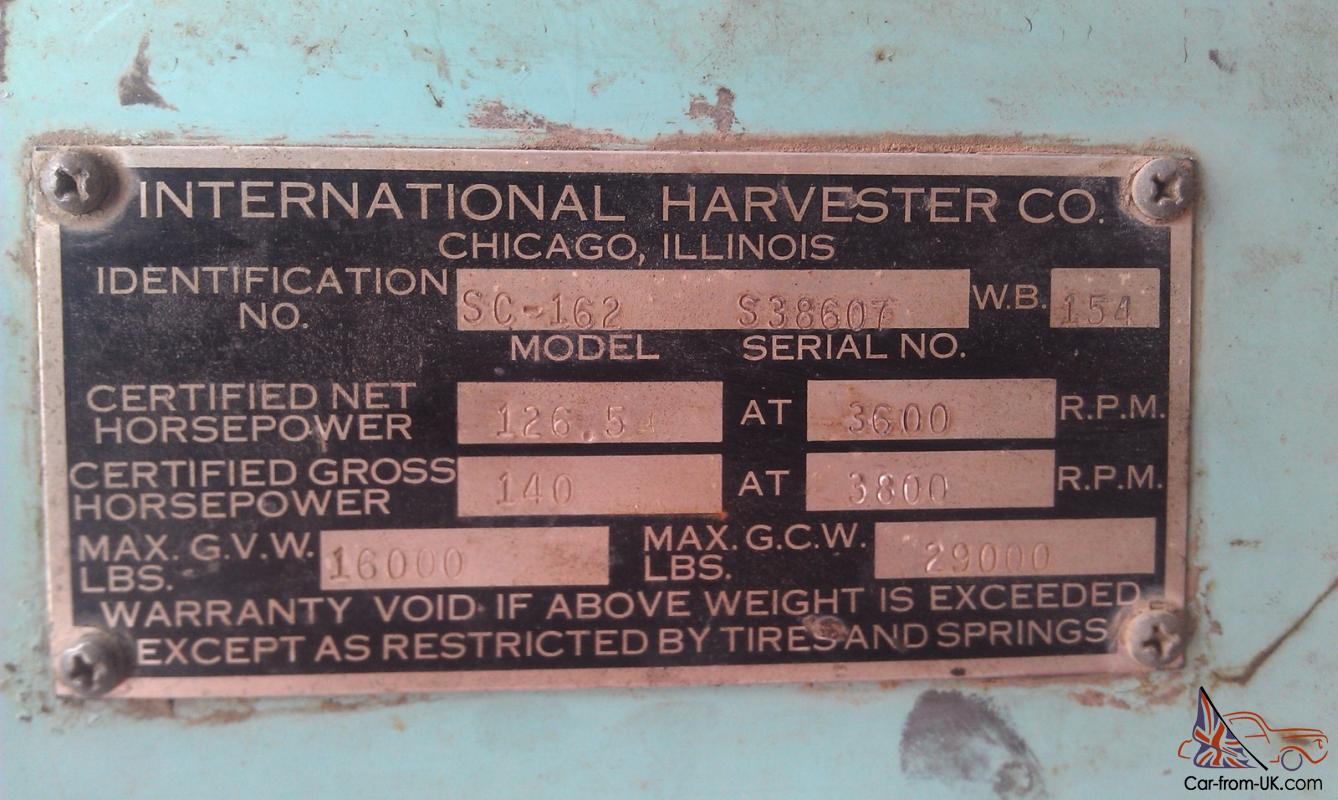 INTERNATIONAL HARVESTER CO.
CHICAGO, ILLINOIS
IDENTIFICATION NO. SC-162 S38607 W.B. 154
MODEL SERIAL NO.
CERTIFIED NET HORSEPOWER 126.5 AT 3600 R.P.M.
CERTIFIED GROSS HORSEPOWER 140 AT 3800 R.P.M.
MAX. G.V.W. LBS. 16000 MAX. G.C.W. LBS. 29000
WARRANTY VOID IF ABOVE WEIGHT IS EXCEEDED
EXCEPT AS RESTRICTED BY TIRES AND SPRINGS
Car-from-UK.com